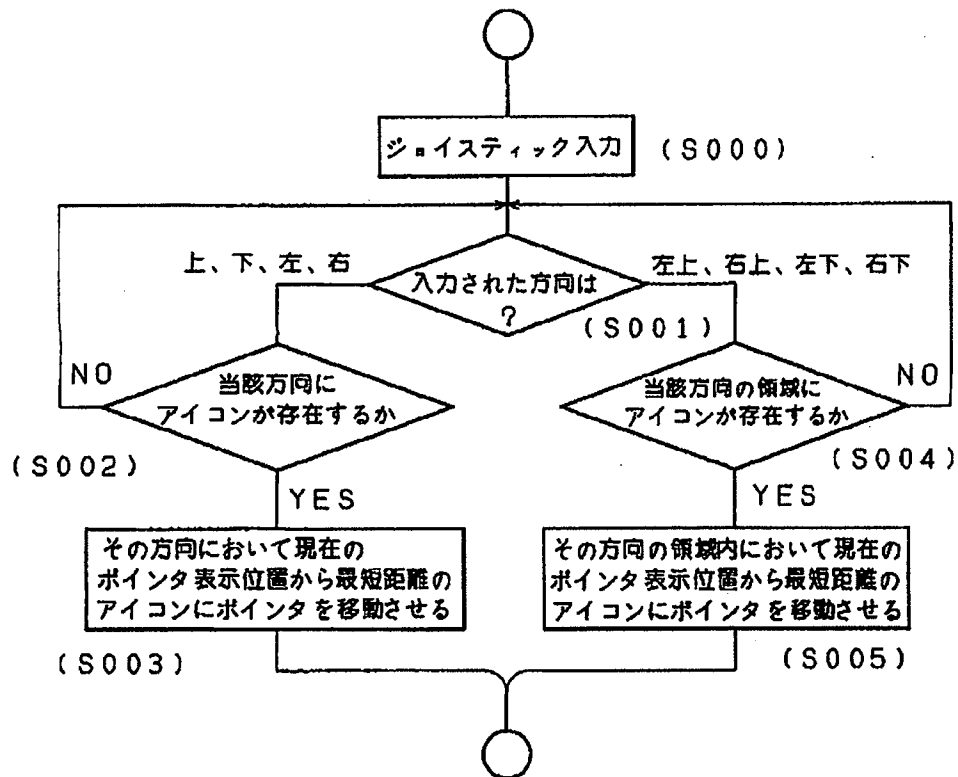 ジョイスティック入力
(S000)
上、下、左、右
左上、右上、左下、右下
入力された方向は
?
(S001)
NO
当該方向に
アイコンが存在するか
(S002)
当該方向の領域に
アイコンが存在するか
NO
(S004)
YES
YES
その方向において現在の
ポインタ表示位置から最短距離の
アイコンにポインタを移動させる
(S003)
その方向の領域内において現在の
ポインタ表示位置から最短距離の
アイコンにポインタを移動させる
(S005)